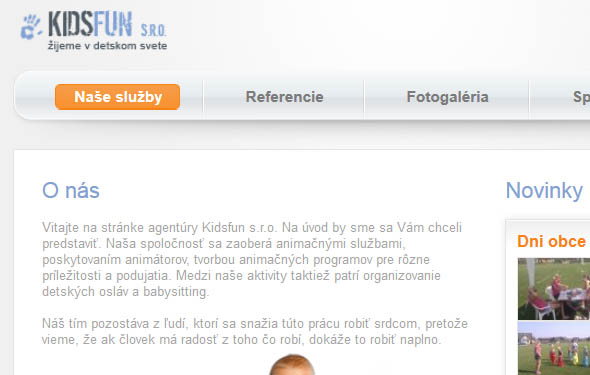 KIDSFUN S.R.O.
žijeme v detskom svete
Naše služby
Referencie
Fotogaléria
Sp
O nás
Vitajte na stránke agentúry Kidsfun s.r.o. Na úvod by sme sa Vám chceli
predstaviť. Naša spoločnosť sa zaoberá animačnými službami,
poskytovaním animátorov, tvorbou animačných programov pre rôzne
príležitosti a podujatia. Medzi naše aktivity taktiež patrí organizovanie
detských osláv a babysitting.
Náš tím pozostáva z ľudí, ktorí sa snažia túto prácu robiť srdcom, pretože
vieme, že ak človek má radosť z toho čo robí, dokáže to robiť naplno.
Novinky
Dni obce